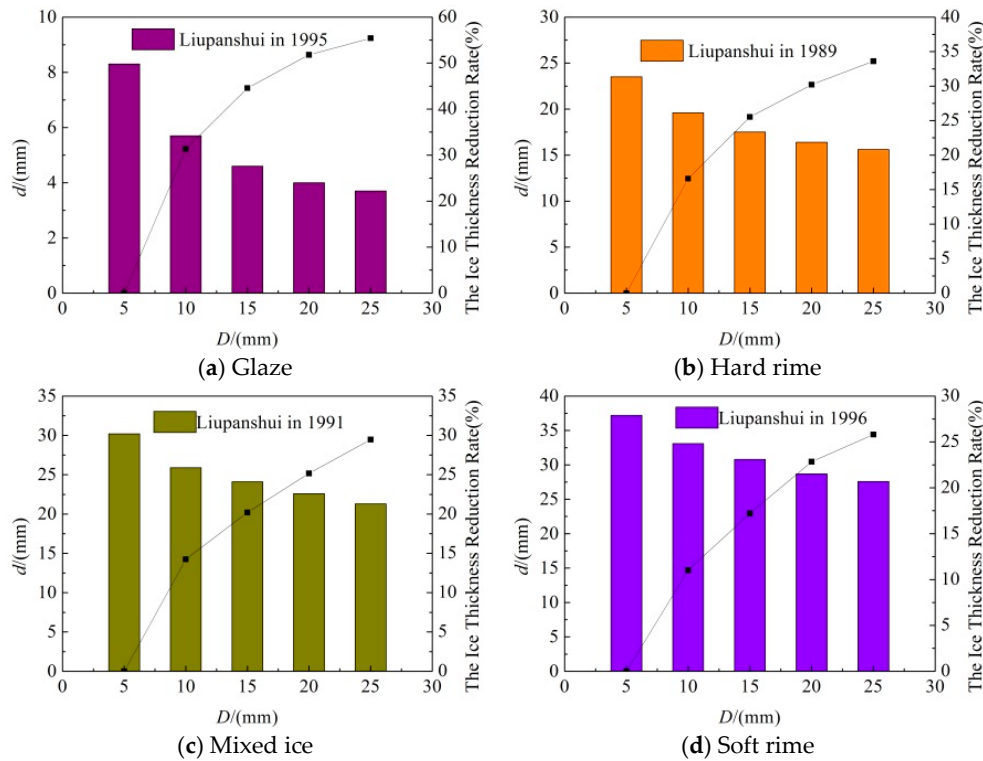 10
8
6
4
2
0
d/(mm)
Liupanshui in 1995
60
50
40
30
20
10
0
The Ice Thickness Reduction Rate(%)
0 5 10 15 20 25 30
D/(mm)
(a) Glaze
30
25
20
15
10
5
0
d/(mm)
Liupanshui in 1989
40
35
30
25
20
15
10
5
0
The Ice Thickness Reduction Rate(%)
0 5 10 15 20 25 30
D/(mm)
(b) Hard rime
35
30
25
20
15
10
5
0
d/(mm)
Liupanshui in 1991
35
30
25
20
15
10
5
0
The Ice Thickness Reduction Rate(%)
0 5 10 15 20 25 30
D/(mm)
(c) Mixed ice
40
35
30
25
20
15
10
5
0
d/(mm)
Liupanshui in 1996
30
25
20
15
10
5
0
The Ice Thickness Reduction Rate(%)
0 5 10 15 20 25 30
D/(mm)
(d) Soft rime